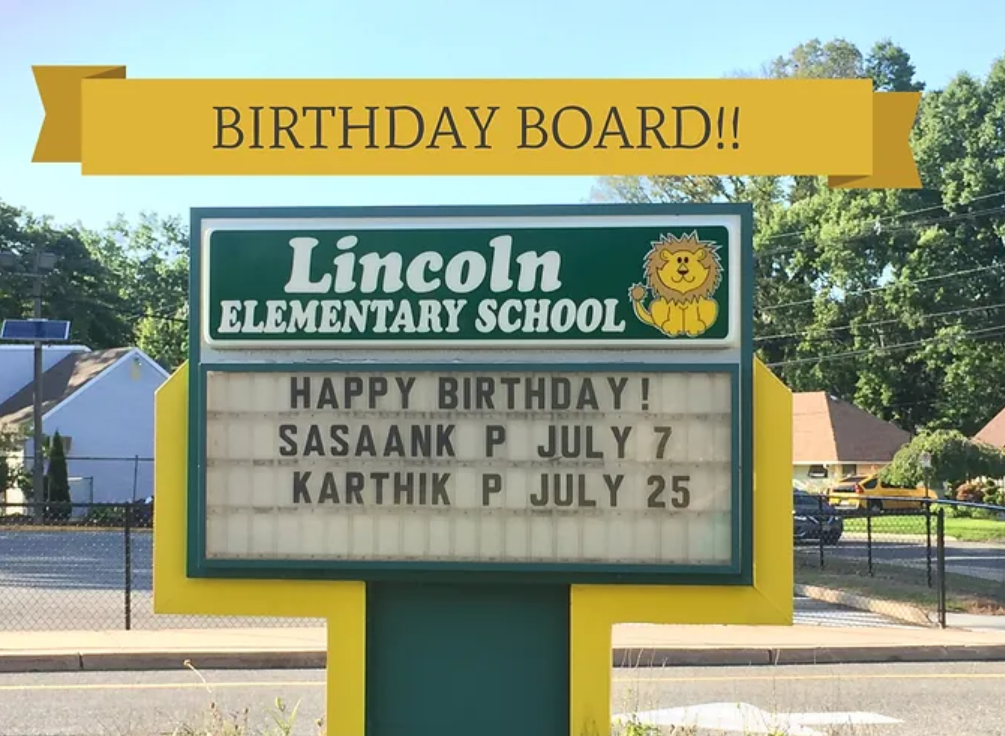 BIRTHDAY BOARD!!
Lincoln
ELEMENTARY SCHOOL
HAPPY BIRTHDAY!
SASAANK P JULY 7
KARTHIK P JULY 25